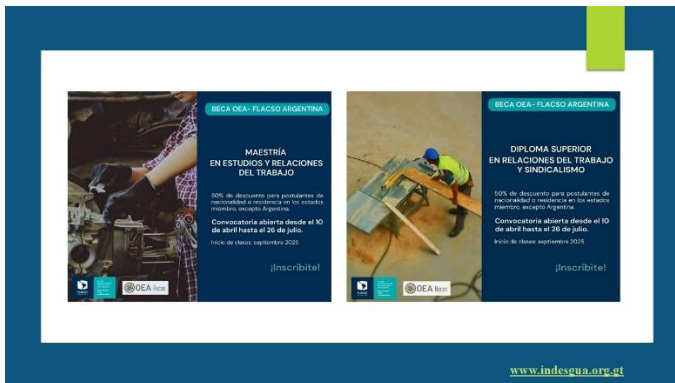 BECA OEA- FLACSO ARGENTINA
MAESTRÍA
EN ESTUDIOS Y RELACIONES
DEL TRABAJO
50% de descuento para postulantes de
nacionalidad o residencia en los estados
miembro, excepto Argentina.
Convocatoria abierta desde el 10
de abril hasta el 26 de julio.
Inicio de clases: septiembre 2025
¡Inscribite!
OEA Becas
BECA OEA- FLACSO ARGENTINA
DIPLOMA SUPERIOR
EN RELACIONES DEL TRABAJO
Y SINDICALISMO
50% de descuento para postulantes de
nacionalidad o residencia en los estados
miembro, excepto Argentina.
Convocatoria abierta desde el 10
de abril hasta el 26 de julio.
Inicio de clases: septiembre 2025
¡Inscribite!
OEA Becas
www.indesgua.org.gt